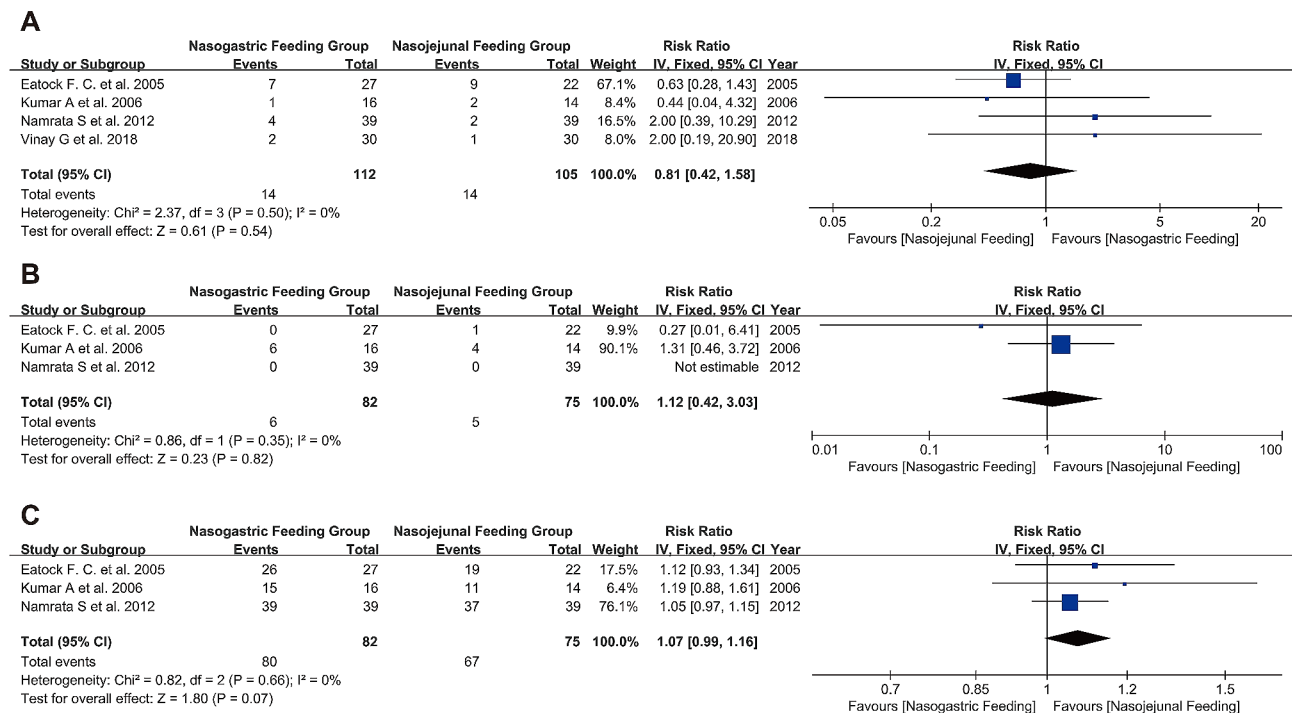 A
Nasogastric Feeding Group Nasojejunal Feeding Group Risk Ratio Risk Ratio
Study or Subgroup Events Total Events Total Weight IV, Fixed, 95% CI Year IV, Fixed, 95% CI
Eatock F. C. et al. 2005 7 27 9 22 67.1% 0.63 [0.28, 1.43] 2005
Kumar A et al. 2006 1 16 2 14 8.4% 0.44 [0.04, 4.32] 2006
Namrata S et al. 2012 4 39 2 39 16.5% 2.00 [0.39, 10.29] 2012
Vinay G et al. 2018 2 30 1 30 8.0% 2.00 [0.19, 20.90] 2018
Total (95% CI) 112 105 100.0% 0.81 [0.42, 1.58]
Total events 14 14
Heterogeneity: Chi² = 2.37, df = 3 (P = 0.50); I² = 0%
Test for overall effect: Z = 0.61 (P = 0.54)
0.05 0.2 1 5 20
Favours [Nasojejunal Feeding] Favours [Nasogastric Feeding]
B
Nasogastric Feeding Group Nasojejunal Feeding Group Risk Ratio Risk Ratio
Study or Subgroup Events Total Events Total Weight IV, Fixed, 95% CI Year IV, Fixed, 95% CI
Eatock F. C. et al. 2005 0 27 1 22 9.9% 0.27 [0.01, 6.41] 2005
Kumar A et al. 2006 6 16 4 14 90.1% 1.31 [0.46, 3.72] 2006
Namrata S et al. 2012 0 39 0 39 Not estimable 2012
Total (95% CI) 82 75 100.0% 1.12 [0.42, 3.03]
Total events 6 5
Heterogeneity: Chi² = 0.86, df = 1 (P = 0.35); I² = 0%
Test for overall effect: Z = 0.23 (P = 0.82)
0.01 0.1 1 10 100
Favours [Nasogastric Feeding] Favours [Nasojejunal Feeding]
C
Nasogastric Feeding Group Nasojejunal Feeding Group Risk Ratio Risk Ratio
Study or Subgroup Events Total Events Total Weight IV, Fixed, 95% CI Year IV, Fixed, 95% CI
Eatock F. C. et al. 2005 26 27 19 22 17.5% 1.12 [0.93, 1.34] 2005
Kumar A et al. 2006 15 16 11 14 6.4% 1.19 [0.88, 1.61] 2006
Namrata S et al. 2012 39 39 37 39 76.1% 1.05 [0.97, 1.15] 2012
Total (95% CI) 82 75 100.0% 1.07 [0.99, 1.16]
Total events 80 67
Heterogeneity: Chi² = 0.82, df = 2 (P = 0.66); I² = 0%
Test for overall effect: Z = 1.80 (P = 0.07)
0.7 0.85 1 1.2 1.5
Favours [Nasogastric Feeding] Favours [Nasojejunal Feeding]